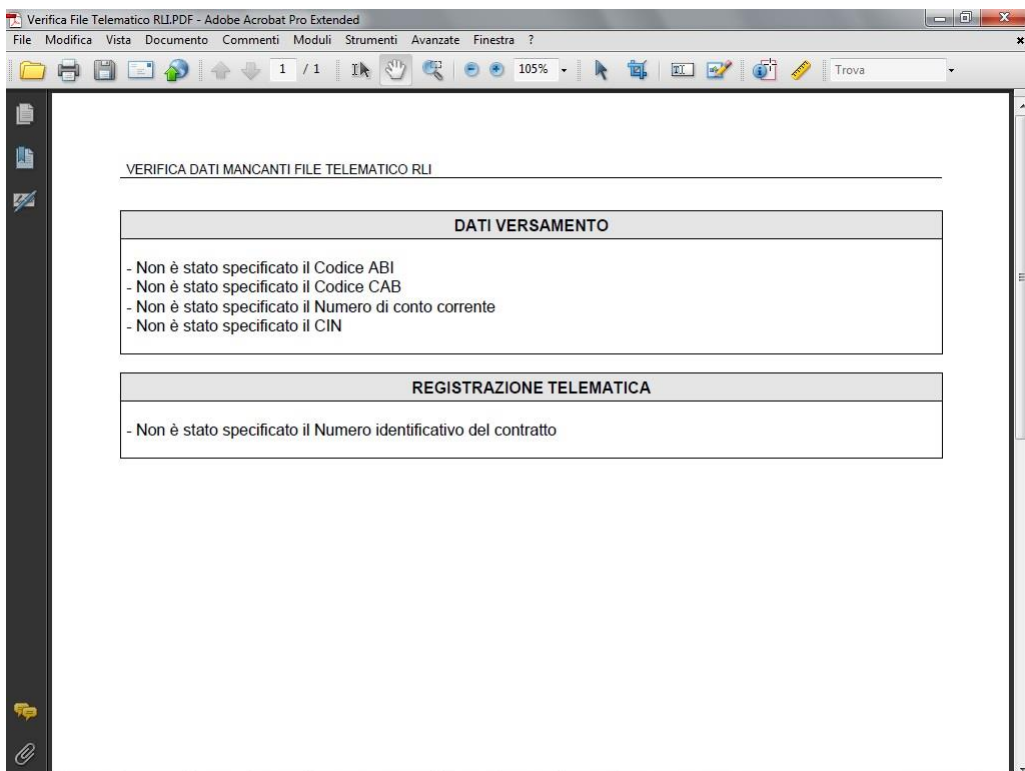 Verifica File Telematico RLI.PDF - Adobe Acrobat Pro Extended
File Modifica Vista Documento Commenti Moduli Strumenti Avanzate Finestra ?
1 / 1 105% Trova
VERIFICA DATI MANCANTI FILE TELEMATICO RLI
DATI VERSAMENTO
- Non è stato specificato il Codice ABI
- Non è stato specificato il Codice CAB
- Non è stato specificato il Numero di conto corrente
- Non è stato specificato il CIN
REGISTRAZIONE TELEMATICA
- Non è stato specificato il Numero identificativo del contratto